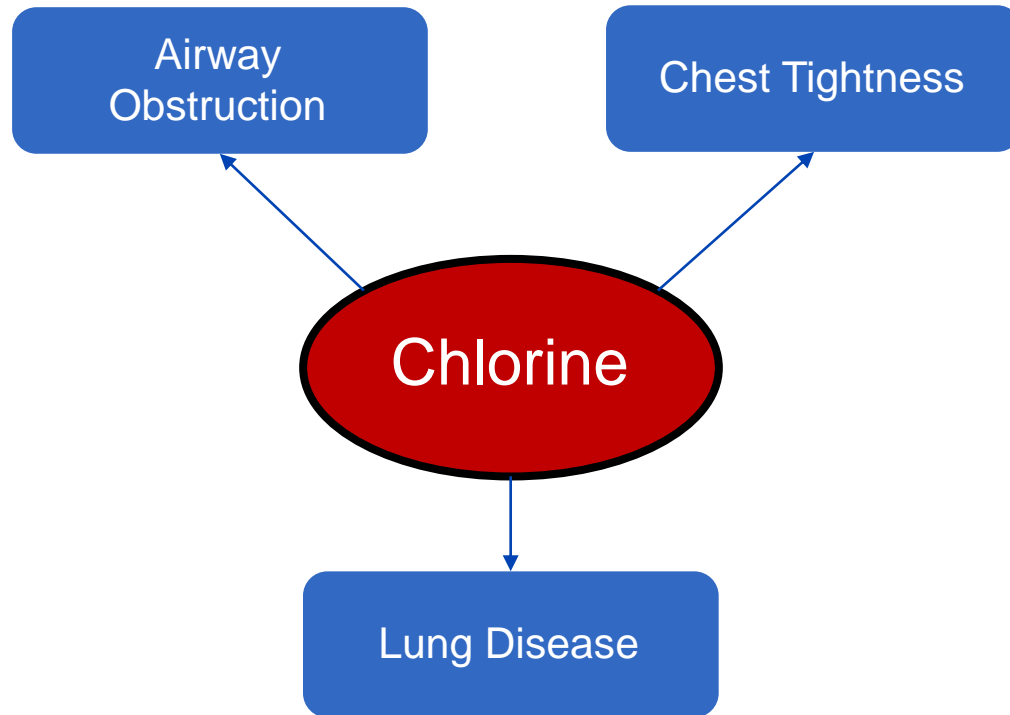 Airway
Obstruction
Chest Tightness
Chlorine
Lung Disease